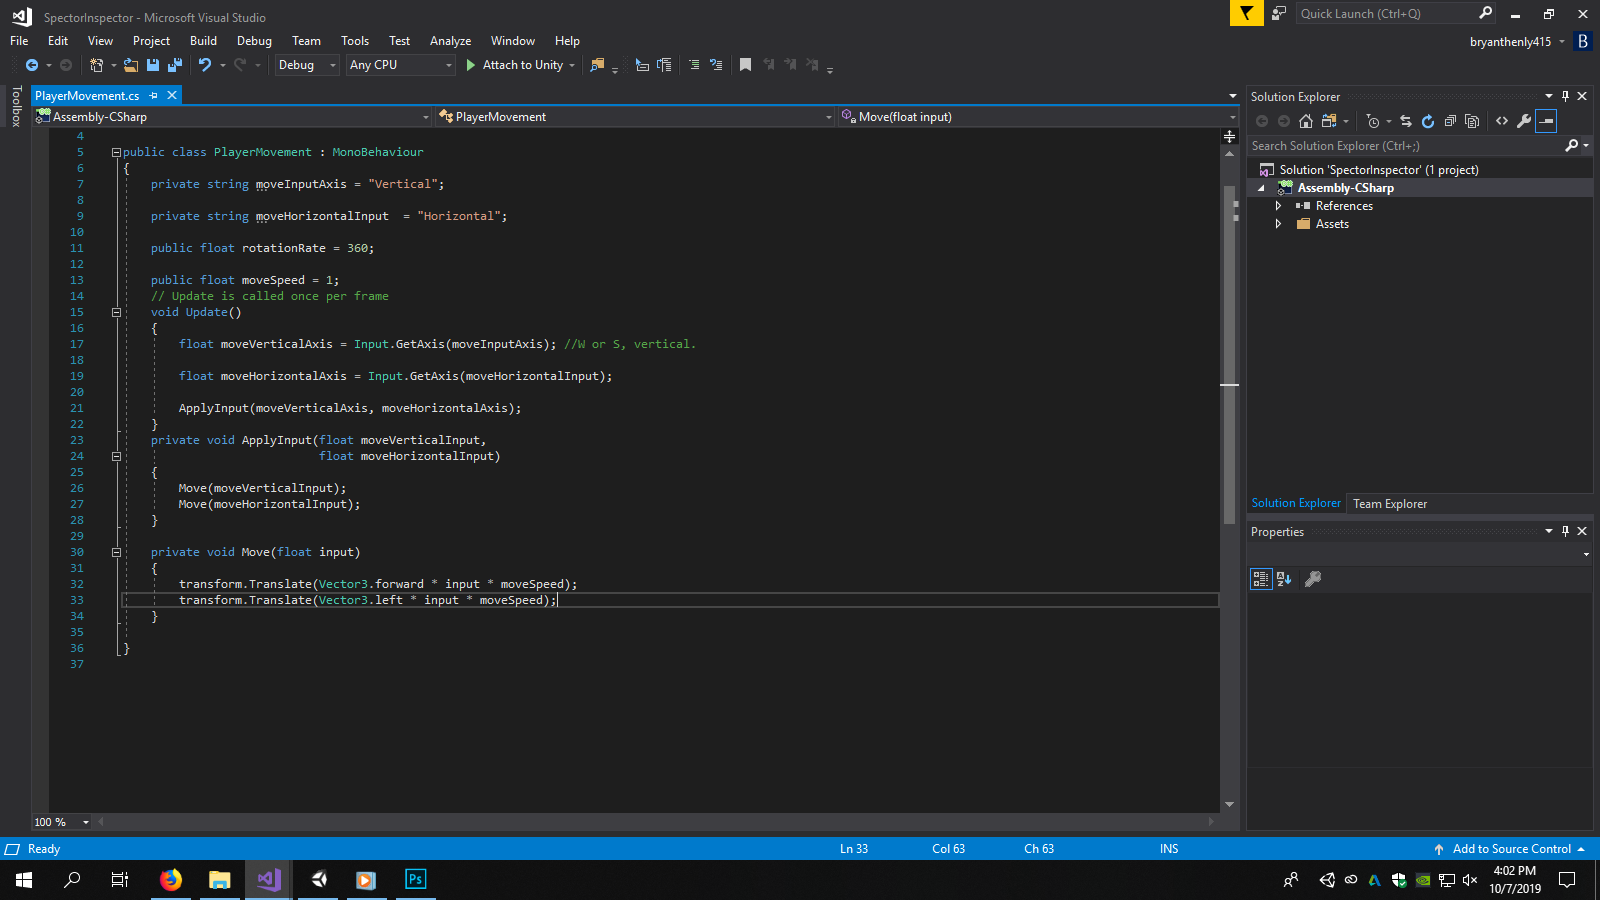 SpectorInspector - Microsoft Visual Studio
Quick Launch (Ctrl+Q)
File Edit View Project Build Debug Team Tools Test Analyze Window Help
bryanthenly415 B
Debug Any CPU Attach to Unity
Toolbox
PlayerMovement.cs
Assembly-CSharp PlayerMovement Move(float input)
4
5 public class PlayerMovement : MonoBehaviour
6 {
7 private string moveInputAxis = "Vertical";
8
9 private string moveHorizontalInput  = "Horizontal";
10
11 public float rotationRate = 360;
12
13 public float moveSpeed = 1;
14 // Update is called once per frame
15 void Update()
16 {
17 float moveVerticalAxis = Input.GetAxis(moveInputAxis); //W or S, vertical.
18
19 float moveHorizontalAxis = Input.GetAxis(moveHorizontalInput);
20
21 ApplyInput(moveVerticalAxis, moveHorizontalAxis);
22 }
23 private void ApplyInput(float moveVerticalInput,
24 float moveHorizontalInput)
25 {
26 Move(moveVerticalInput);
27 Move(moveHorizontalInput);
28 }
29
30 private void Move(float input)
31 {
32 transform.Translate(Vector3.forward * input * moveSpeed);
33 transform.Translate(Vector3.left * input * moveSpeed);
34 }
35
36 }
37
100 %
Solution Explorer
Search Solution Explorer (Ctrl+;)
Solution 'SpectorInspector' (1 project)
Assembly-CSharp
References
Assets
Solution Explorer Team Explorer
Properties
Ready Ln 33 Col 63 Ch 63 INS Add to Source Control
Ps
4:02 PM
10/7/2019